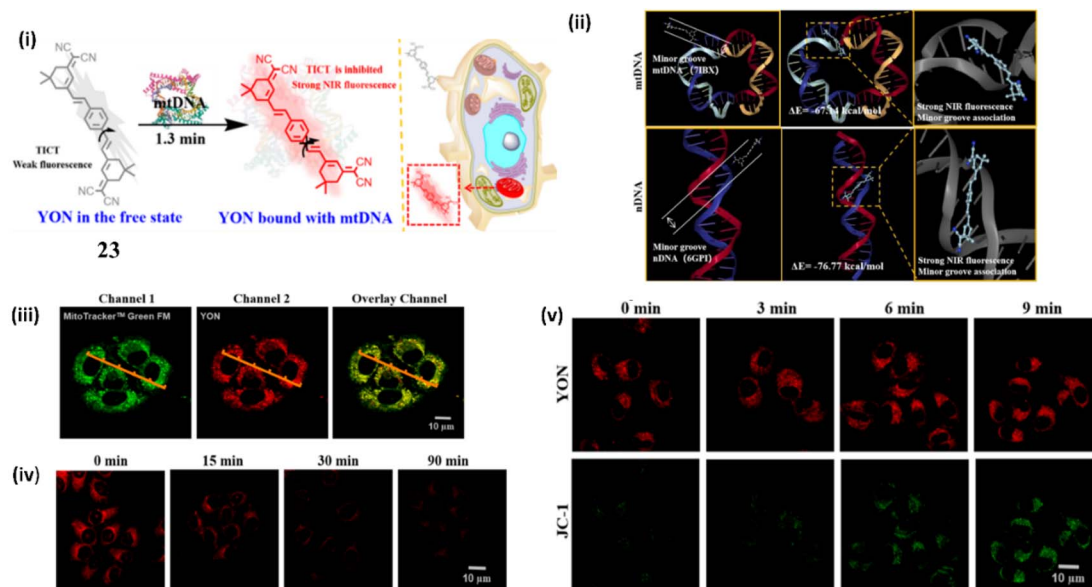 (i)
CN
CN
TICT
Weak fluorescence
CN
CN
YON in the free state
23
mtDNA
1.3 min
CN
CN
TICT is inhibited
Strong NIR fluorescence
CN
CN
YON bound with mtDNA
(ii)
mtDNA
Minor groove
mtDNA (7IBX)
ΔE= -67.14 kcal/mol
Strong NIR fluorescence
Minor groove association
nDNA
Minor groove
nDNA (6GPI)
ΔE= -76.77 kcal/mol
Strong NIR fluorescence
Minor groove association
(iii)
Channel 1 Channel 2 Overlay Channel
MitoTracker™ Green FM YON
10 µm
(iv)
0 min 15 min 30 min 90 min
10 µm
(v)
0 min 3 min 6 min 9 min
YON
JC-1
10 µm